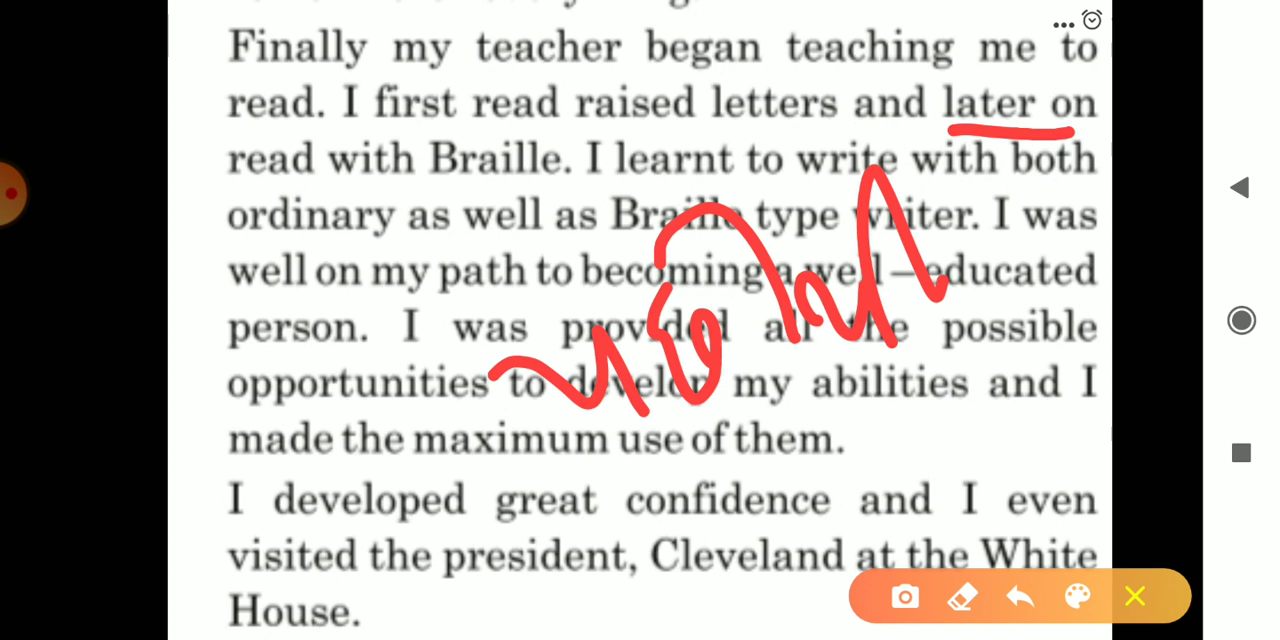 Finally my teacher began teaching me to
read. I first read raised letters and later on
read with Braille. I learnt to write with both
ordinary as well as Braille type writer. I was
well on my path to becoming a well–educated
person. I was provided all the possible
opportunities to develop my abilities and I
made the maximum use of them.
I developed great confidence and I even
visited the president, Cleveland at the White
House.